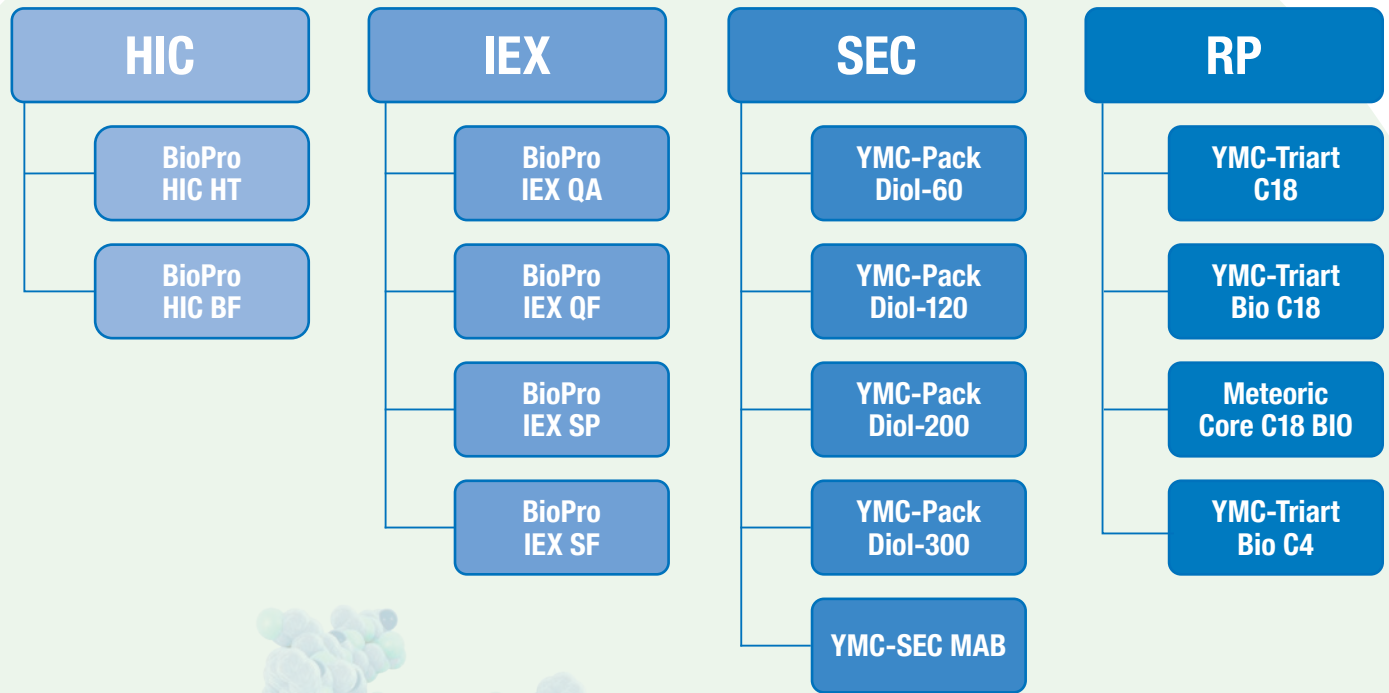 HIC
BioPro
HIC HT
BioPro
HIC BF
IEX
BioPro
IEX QA
BioPro
IEX QF
BioPro
IEX SP
BioPro
IEX SF
SEC
YMC-Pack
Diol-60
YMC-Pack
Diol-120
YMC-Pack
Diol-200
YMC-Pack
Diol-300
YMC-SEC MAB
RP
YMC-Triart
C18
YMC-Triart
Bio C18
Meteoric
Core C18 BIO
YMC-Triart
Bio C4